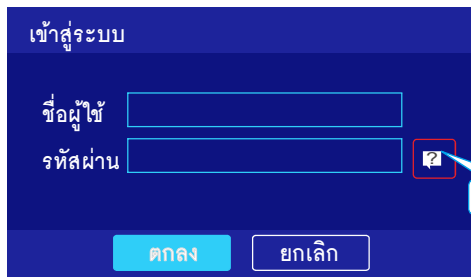 เข้าสู่ระบบ
ชื่อผู้ใช้
รหัสผ่าน
?
ตกลง ยกเลิก